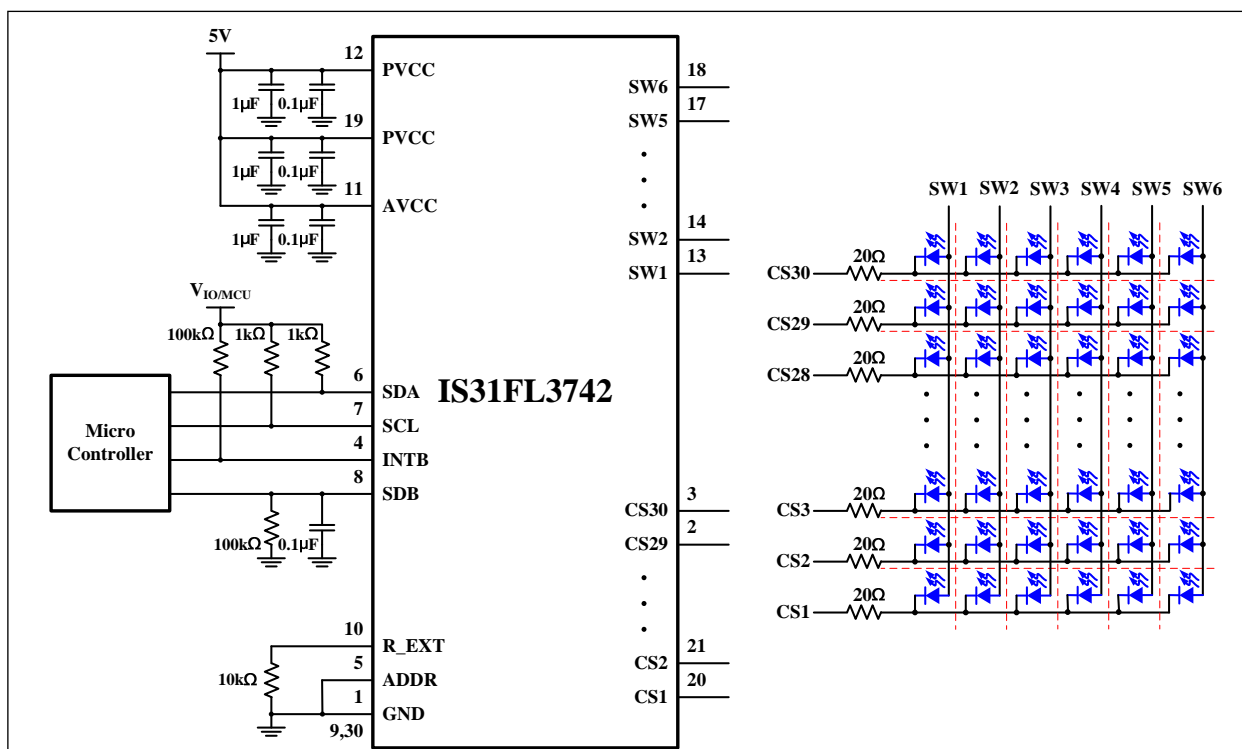 5V
12
PVCC
1µF
0.1µF
19
PVCC
1µF
0.1µF
11
AVCC
1µF
0.1µF
V_IO/MCU
100kΩ
1kΩ
1kΩ
Micro
Controller
6
SDA
7
SCL
4
INTB
8
SDB
100kΩ
0.1µF
10
R_EXT
10kΩ
5
ADDR
1
GND
9,30
IS31FL3742
18
SW6
17
SW5
14
SW2
13
SW1
3
CS30
2
CS29
21
CS2
20
CS1
SW1 SW2 SW3 SW4 SW5 SW6
20Ω
CS30
20Ω
CS29
20Ω
CS28
20Ω
CS3
20Ω
CS2
20Ω
CS1